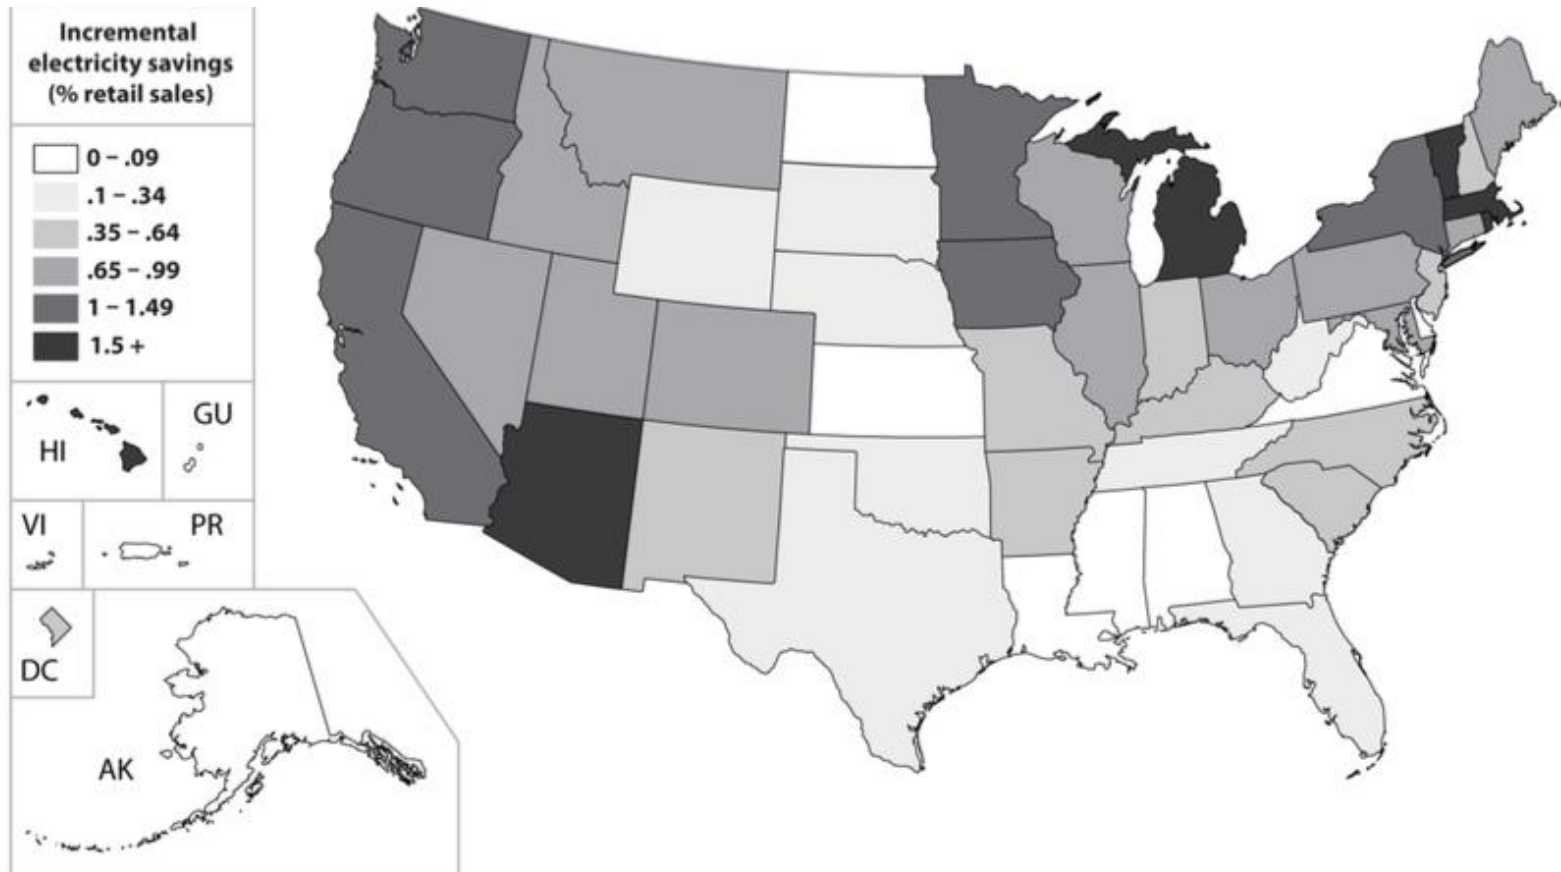 Incremental
electricity savings
(% retail sales)
0 – .09
.1 – .34
.35 – .64
.65 – .99
1 – 1.49
1.5 +
HI
GU
VI
PR
DC
AK